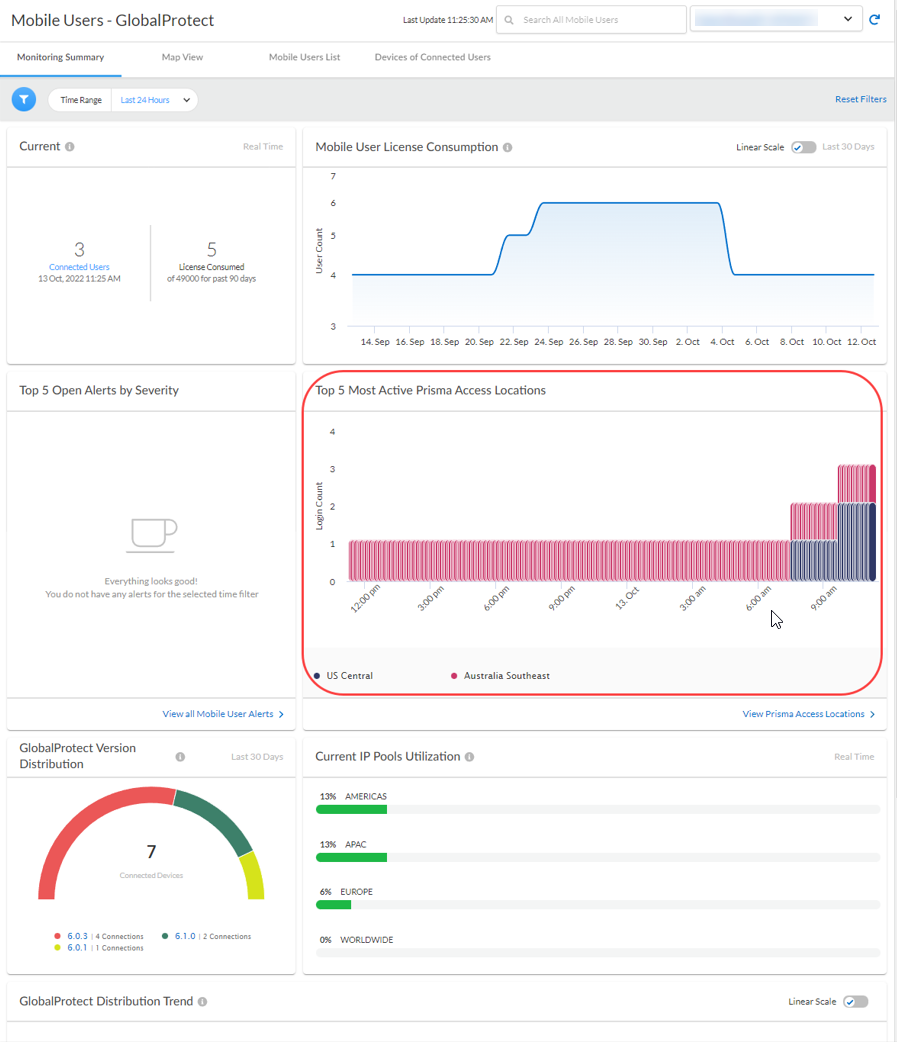 Mobile Users - GlobalProtect
Last Update 11:25:30 AM
Search All Mobile Users
Monitoring Summary
Map View
Mobile Users List
Devices of Connected Users
Time Range
Last 24 Hours
Reset Filters
Current
Real Time
3
Connected Users
13 Oct, 2022 11:25 AM
5
License Consumed
of 49000 for past 90 days
Mobile User License Consumption
Linear Scale
Last 30 Days
User Count
7
6
5
4
3
14. Sep 16. Sep 18. Sep 20. Sep 22. Sep 24. Sep 26. Sep 28. Sep 30. Sep 2. Oct 4. Oct 6. Oct 8. Oct 10. Oct 12. Oct
Top 5 Open Alerts by Severity
Everything looks good!
You do not have any alerts for the selected time filter
View all Mobile User Alerts
Top 5 Most Active Prisma Access Locations
Login Count
4
3
2
1
0
12:00 pm 3:00 pm 6:00 pm 9:00 pm 13. Oct 3:00 am 6:00 am 9:00 am
US Central
Australia Southeast
View Prisma Access Locations
GlobalProtect Version
Distribution
Last 30 Days
7
Connected Devices
6.0.3 | 4 Connections
6.1.0 | 2 Connections
6.0.1 | 1 Connections
Current IP Pools Utilization
Real Time
13% AMERICAS
13% APAC
6% EUROPE
0% WORLDWIDE
GlobalProtect Distribution Trend
Linear Scale